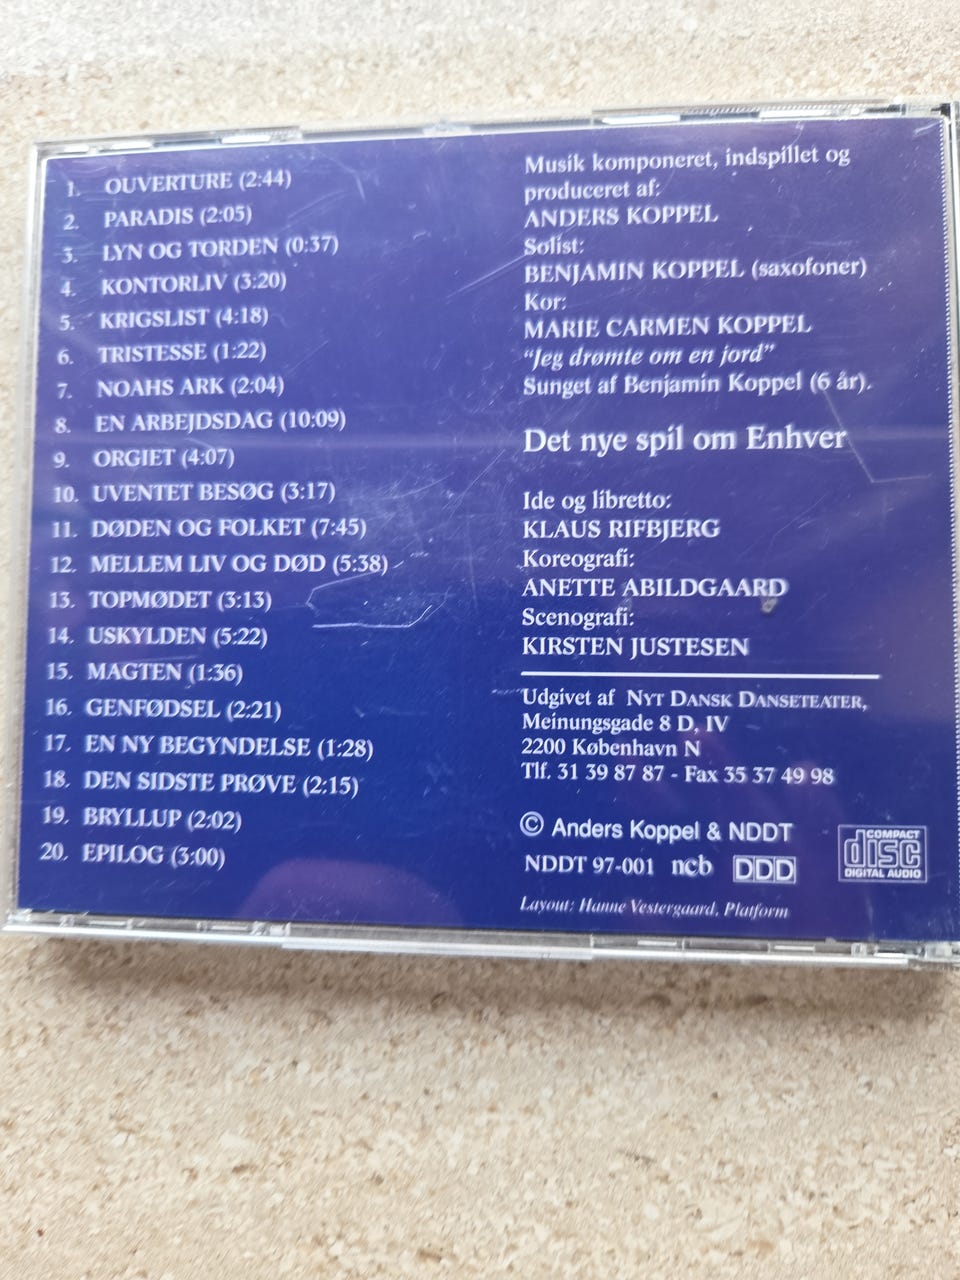 1. OUVERTURE (2:44)
2. PARADIS (2:05)
3. LYN OG TORDEN (0:37)
4. KONTORLIV (3:20)
5. KRIGSLIST (4:18)
6. TRISTESSE (1:22)
7. NOAHS ARK (2:04)
8. EN ARBEJDSDAG (10:09)
9. ORGIET (4:07)
10. UVENTET BESØG (3:17)
11. DØDEN OG FOLKET (7:45)
12. MELLEM LIV OG DØD (5:38)
13. TOPMØDET (3:13)
14. USKYLDEN (5:22)
15. MAGTEN (1:36)
16. GENFØDSEL (2:21)
17. EN NY BEGYNDELSE (1:28)
18. DEN SIDSTE PRØVE (2:15)
19. BRYLLUP (2:02)
20. EPILOG (3:00)
Musik komponeret, indspillet og
produceret af:
ANDERS KOPPEL
Solist:
BENJAMIN KOPPEL (saxofoner)
Kor:
MARIE CARMEN KOPPEL
"Jeg drømte om en jord"
Sunget af Benjamin Koppel (6 år).
Det nye spil om Enhver
Ide og libretto:
KLAUS RIFBJERG
Koreografi:
ANETTE ABILDGAARD
Scenografi:
KIRSTEN JUSTESEN
Udgivet af NYT DANSK DANSETEATER,
Meinungsgade 8 D, IV
2200 København N
Tlf. 31 39 87 87 - Fax 35 37 49 98
© Anders Koppel & NDDT
NDDT 97-001 ncb DDD
COMPACT
disc
DIGITAL AUDIO
Layout: Hanne Vestergaard, Platform